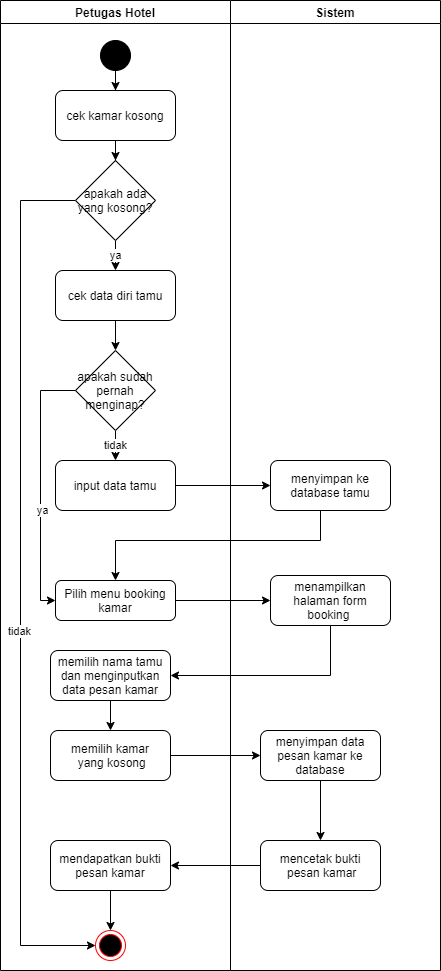 Petugas Hotel
Sistem
cek kamar kosong
apakah ada
yang kosong?
ya
cek data diri tamu
apakah sudah
pernah
menginap?
tidak
input data tamu
menyimpan ke
database tamu
ya
Pilih menu booking
kamar
menampilkan
halaman form
booking
tidak
memilih nama tamu
dan menginputkan
data pesan kamar
memilih kamar
yang kosong
menyimpan data
pesan kamar ke
database
mendapatkan bukti
pesan kamar
mencetak bukti
pesan kamar